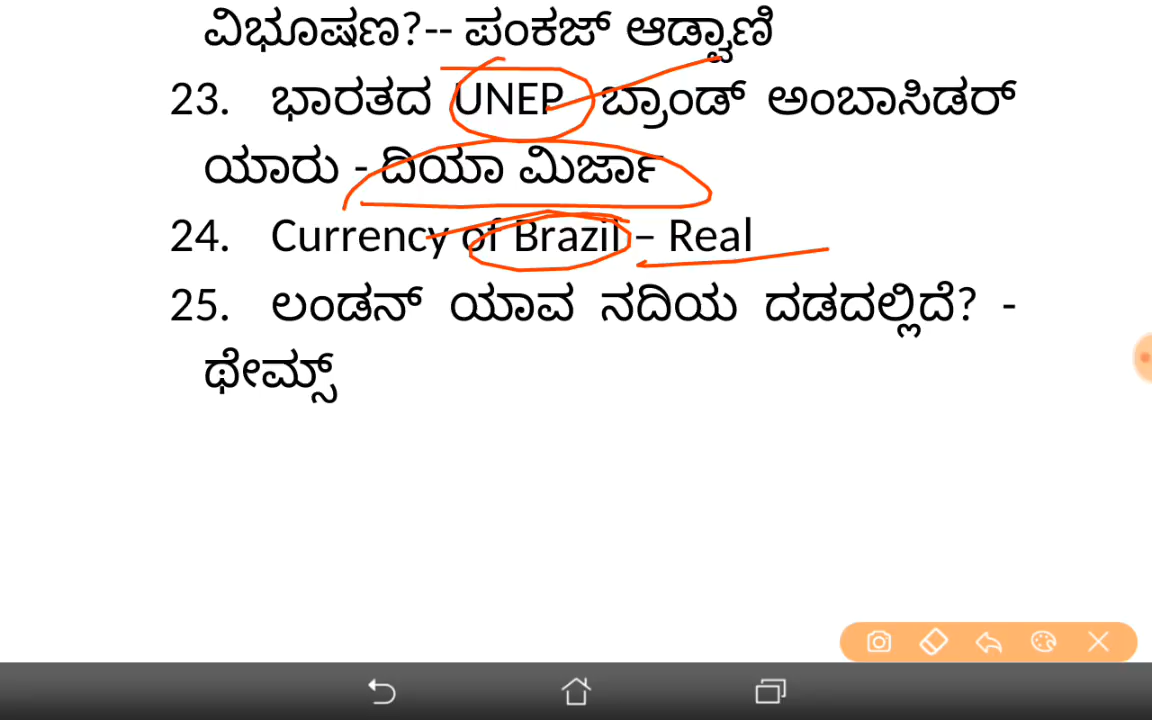 ವಿಭೂಷಣ?-- ಪಂಕಜ್ ಆಡ್ವಾಣಿ
23. ಭಾರತದ UNEP ಬ್ರಾಂಡ್ ಅಂಬಾಸಿಡರ್
ಯಾರು - ದಿಯಾ ಮಿರ್ಜಾ
24. Currency of Brazil – Real
25. ಲಂಡನ್ ಯಾವ ನದಿಯ ದಡದಲ್ಲಿದೆ? -
ಥೇಮ್ಸ್